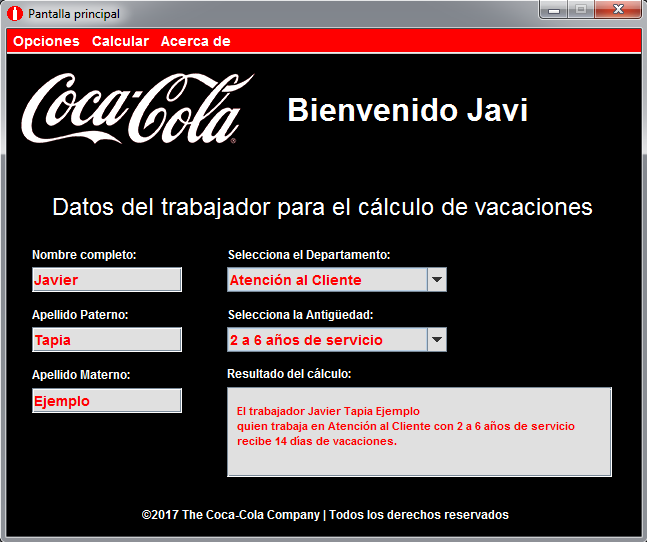 Pantalla principal
Opciones Calcular Acerca de
Coca-Cola
Bienvenido Javi
Datos del trabajador para el cálculo de vacaciones
Nombre completo:
Javier
Apellido Paterno:
Tapia
Apellido Materno:
Ejemplo
Selecciona el Departamento:
Atención al Cliente
Selecciona la Antigüedad:
2 a 6 años de servicio
Resultado del cálculo:
El trabajador Javier Tapia Ejemplo
quien trabaja en Atención al Cliente con 2 a 6 años de servicio
recibe 14 días de vacaciones.
©2017 The Coca-Cola Company | Todos los derechos reservados